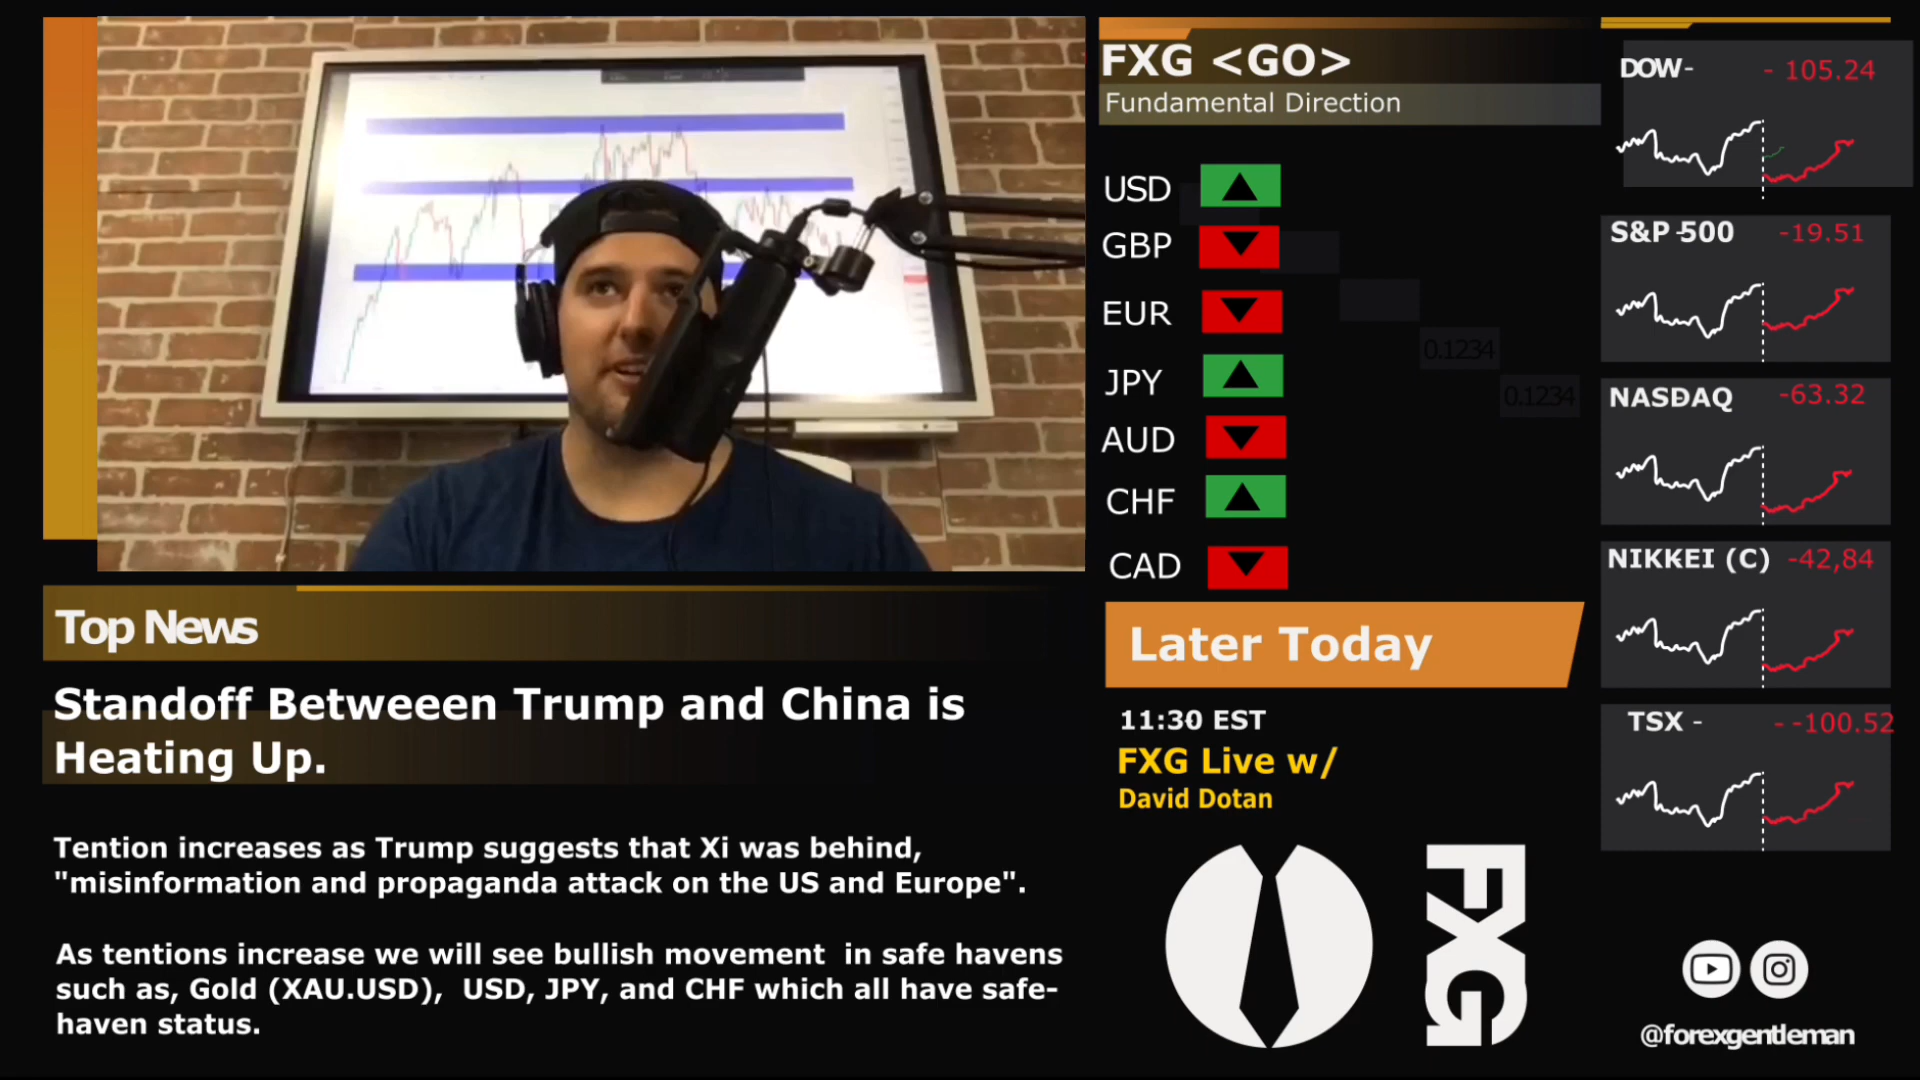 FXG <GO>
Fundamental Direction
USD
GBP
EUR
JPY
AUD
CHF
CAD
0.1234
0.1234
DOW-
- 105.24
S&P-500
-19.51
NASDAQ
-63.32
NIKKEI (C)
-42,84
TSX -
- -100.52
Top News
Standoff Betweeen Trump and China is
Heating Up.
Tention increases as Trump suggests that Xi was behind,
"misinformation and propaganda attack on the US and Europe".
As tentions increase we will see bullish movement in safe havens
such as, Gold (XAU.USD), USD, JPY, and CHF which all have safe-
haven status.
Later Today
11:30 EST
FXG Live w/
David Dotan
FXG
@forexgentleman